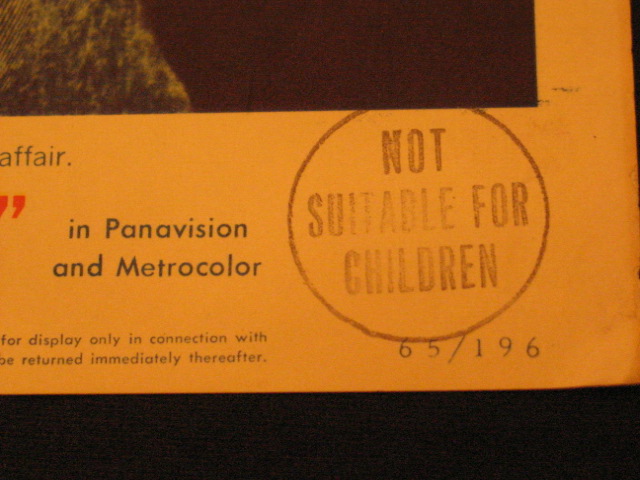 affair.
”
in Panavision
and Metrocolor
for display only in connection with
be returned immediately thereafter.
NOT
SUITABLE FOR
CHILDREN
65/196